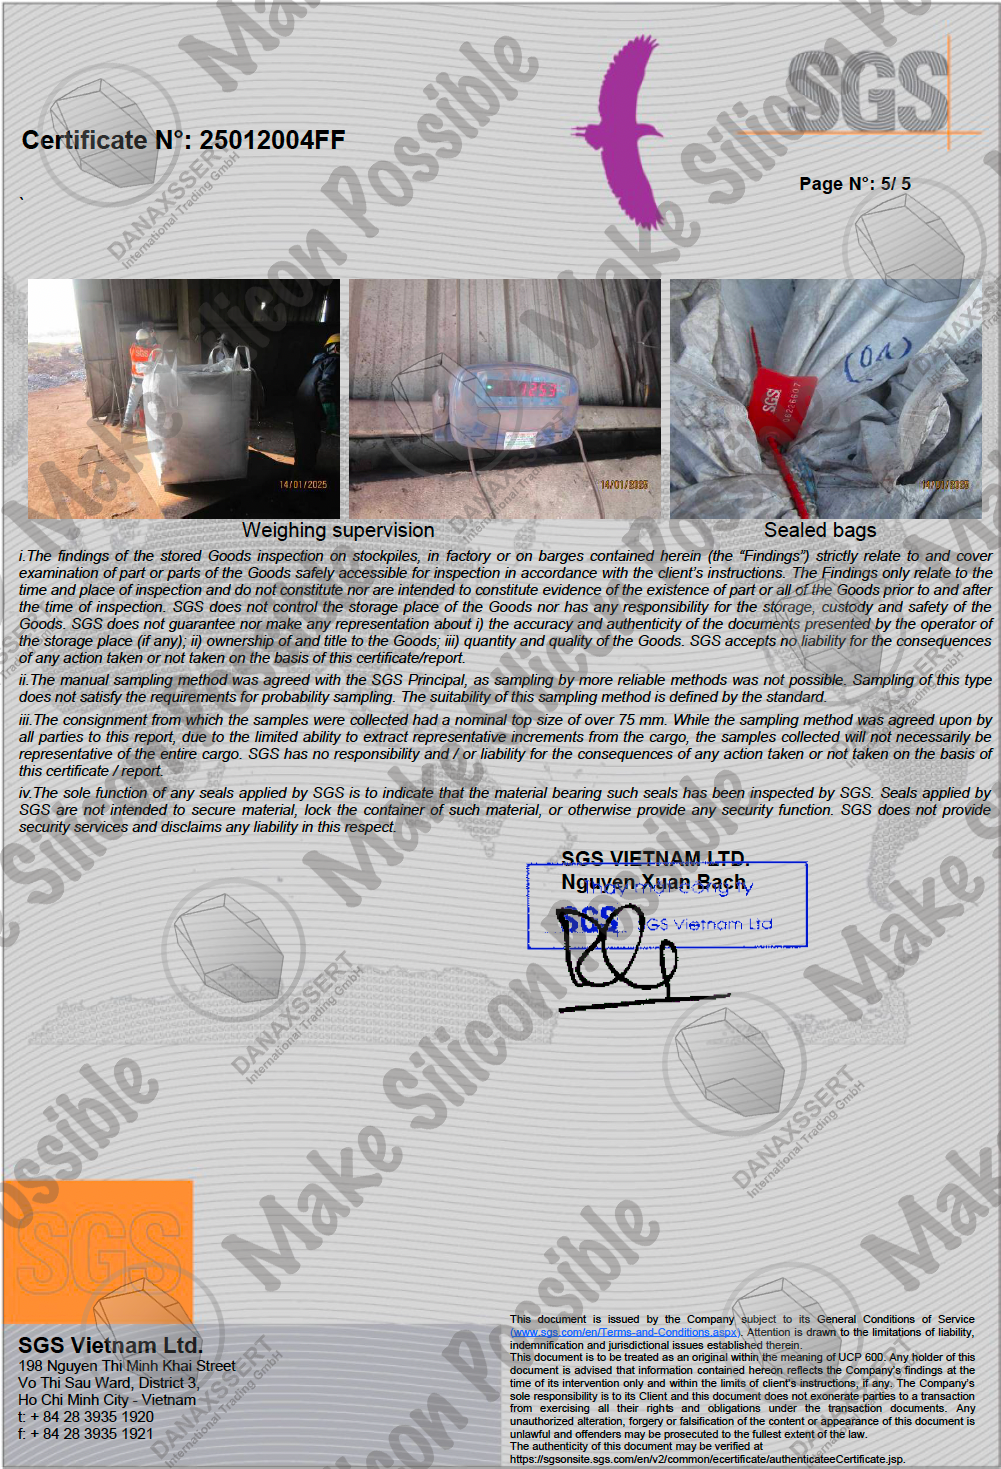 SGS
Certificate N°: 25012004FF
Page N°: 5/ 5
`
SGS
14/01/2025
1253
14/01/2025
SGS
(01)
14/01/2025
Weighing supervision
Sealed bags
i.The findings of the stored Goods inspection on stockpiles, in factory or on barges contained herein (the “Findings”) strictly relate to and cover
examination of part or parts of the Goods safely accessible for inspection in accordance with the client’s instructions. The Findings only relate to the
time and place of inspection and do not constitute nor are intended to constitute evidence of the existence of part or all of the Goods prior to and after
the time of inspection. SGS does not control the storage place of the Goods nor has any responsibility for the storage, custody and safety of the
Goods. SGS does not guarantee nor make any representation about i) the accuracy and authenticity of the documents presented by the operator of
the storage place (if any); ii) ownership of and title to the Goods; iii) quantity and quality of the Goods. SGS accepts no liability for the consequences
of any action taken or not taken on the basis of this certificate/report.
ii.The manual sampling method was agreed with the SGS Principal, as sampling by more reliable methods was not possible. Sampling of this type
does not satisfy the requirements for probability sampling. The suitability of this sampling method is defined by the standard.
iii.The consignment from which the samples were collected had a nominal top size of over 75 mm. While the sampling method was agreed upon by
all parties to this report, due to the limited ability to extract representative increments from the cargo, the samples collected will not necessarily be
representative of the entire cargo. SGS has no responsibility and / or liability for the consequences of any action taken or not taken on the basis of
this certificate / report.
iv.The sole function of any seals applied by SGS is to indicate that the material bearing such seals has been inspected by SGS. Seals applied by
SGS are not intended to secure material, lock the container of such material, or otherwise provide any security function. SGS does not provide
security services and disclaims any liability in this respect.
SGS VIETNAM LTD.
Nguyen Xuan Bach
SGS SGS Vietnam Ltd
SGS
SGS Vietnam Ltd.
198 Nguyen Thi Minh Khai Street
Vo Thi Sau Ward, District 3,
Ho Chi Minh City - Vietnam
t: + 84 28 3935 1920
f: + 84 28 3935 1921
This document is issued by the Company subject to its General Conditions of Service
(www.sgs.com/en/Terms-and-Conditions.aspx). Attention is drawn to the limitations of liability,
indemnification and jurisdictional issues established therein.
This document is to be treated as an original within the meaning of UCP 600. Any holder of this
document is advised that information contained hereon reflects the Company’s findings at the
time of its intervention only and within the limits of client’s instructions, if any. The Company’s
sole responsibility is to its Client and this document does not exonerate parties to a transaction
from exercising all their rights and obligations under the transaction documents. Any
unauthorized alteration, forgery or falsification of the content or appearance of this document is
unlawful and offenders may be prosecuted to the fullest extent of the law.
The authenticity of this document may be verified at
https://sgsonsite.sgs.com/en/v2/common/ecertificate/authenticateeCertificate.jsp.
Make Silicon Possible
DANAXSSERT
International Trading GmbH